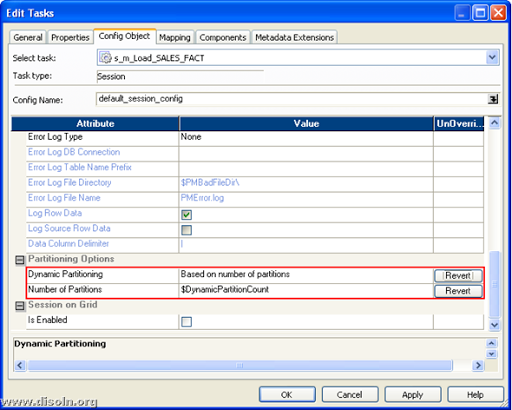 Edit Tasks
General Properties Config Object Mapping Components Metadata Extensions
Select task: s_m_Load_SALES_FACT
Task type: Session
Config Name: default_session_config
Attribute Value UnOverri...
Error Log Type None
Error Log DB Connection
Error Log Table Name Prefix
Error Log File Directory $PMBadFileDir\
Error Log File Name PMError.log
Log Row Data
Log Source Row Data
Data Column Delimiter |
Partitioning Options
Dynamic Partitioning Based on number of partitions Revert
Number of Partitions $DynamicPartitionCount Revert
Session on Grid
Is Enabled
Dynamic Partitioning
OK Cancel Apply Help
www.disoln.org